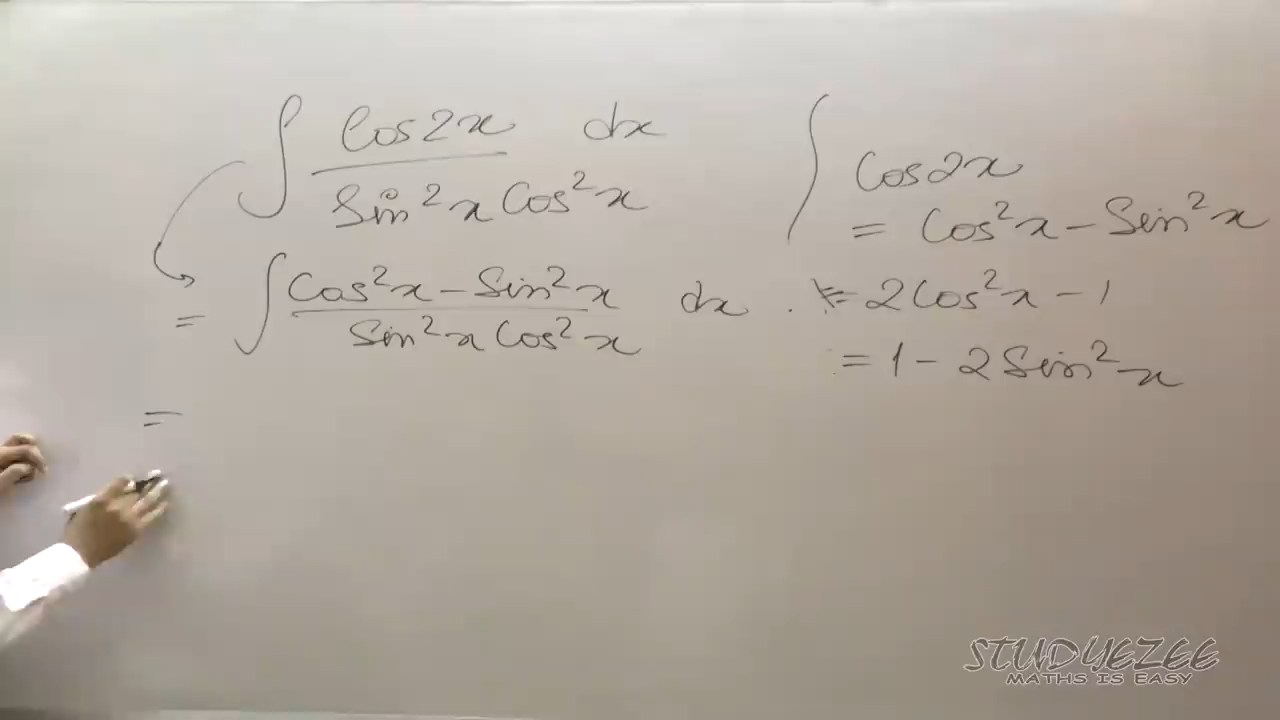 ∫ Cos2x / Sin²x Cos²x dx
= ∫ Cos²x - Sin²x / Sin²x Cos²x dx .
=
∫ Cos2x
= Cos²x - Sin²x
= 2Cos²x - 1
= 1 - 2Sin²x
STUDYEZEE
MATHS IS EASY